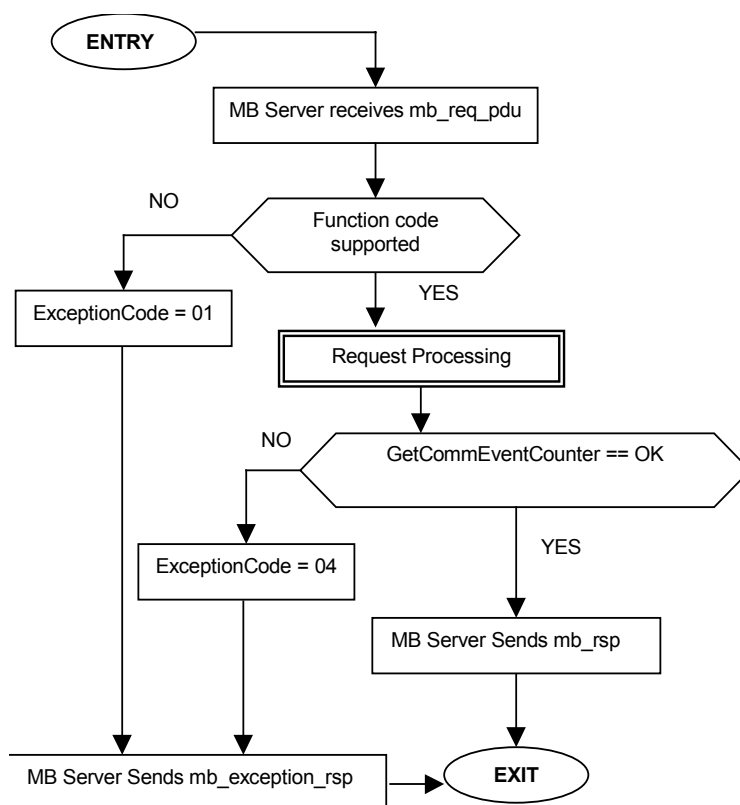 ENTRY
MB Server receives mb_req_pdu
NO
Function code
supported
YES
ExceptionCode = 01
Request Processing
NO
GetCommEventCounter == OK
YES
ExceptionCode = 04
MB Server Sends mb_rsp
MB Server Sends mb_exception_rsp
EXIT